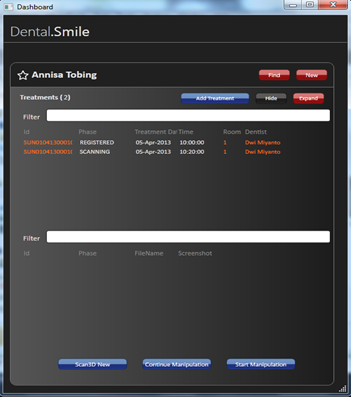 Dashboard
Dental.Smile
Annisa Tobing
Find
New
Treatments ( 2 )
Add Treatment
Hide
Expand
Filter
Id Phase Treatment Da Time Room Dentist
REGISTERED 05-Apr-2013 10:00:00 1 Dwi Miyanto
SCANNING 05-Apr-2013 10:20:00 1 Dwi Miyanto
Filter
Id Phase FileName Screenshot
Scan3D New
Continue Manipulation
Start Manipulation